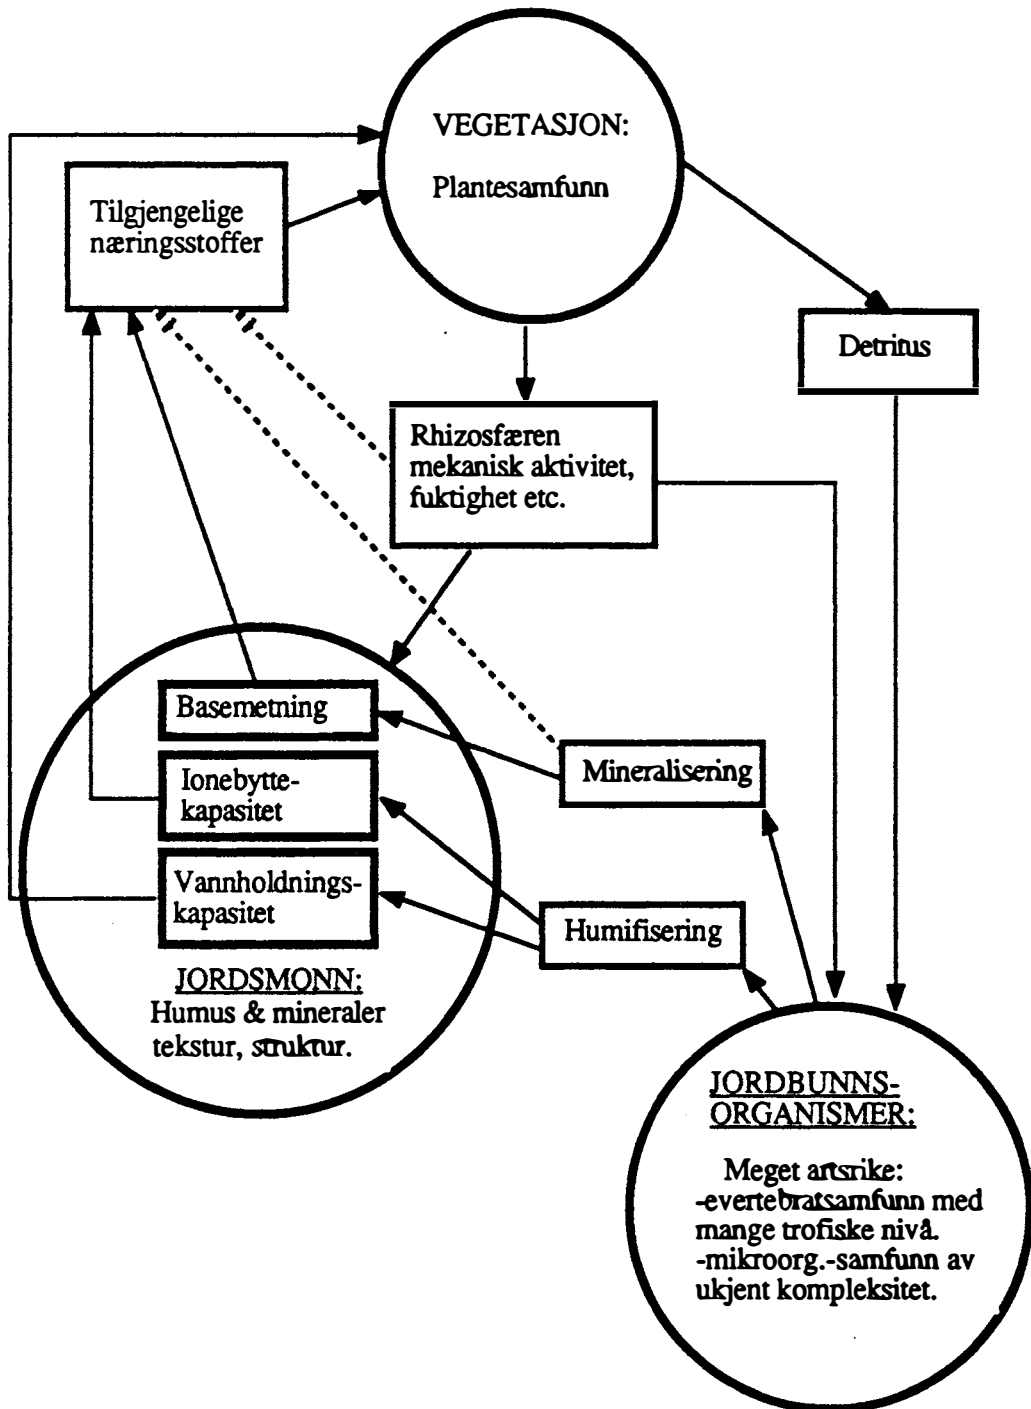 VEGETASJON:
Plantesamfunn
Tilgjengelige
næringsstoffer
Detritus
Rhizosfæren
mekanisk aktivitet,
fuktighet etc.
Basemetning
Ionebytte-
kapasitet
Vannholdnings-
kapasitet
JORDSMONN:
Humus & mineraler
tekstur, struktur.
Mineralisering
Humifisering
JORDBUNNS-
ORGANISMER:
Meget artsrike:
-evertebratsamfunn med
mange trofiske nivå.
-mikroorg.-samfunn av
ukjent kompleksitet.